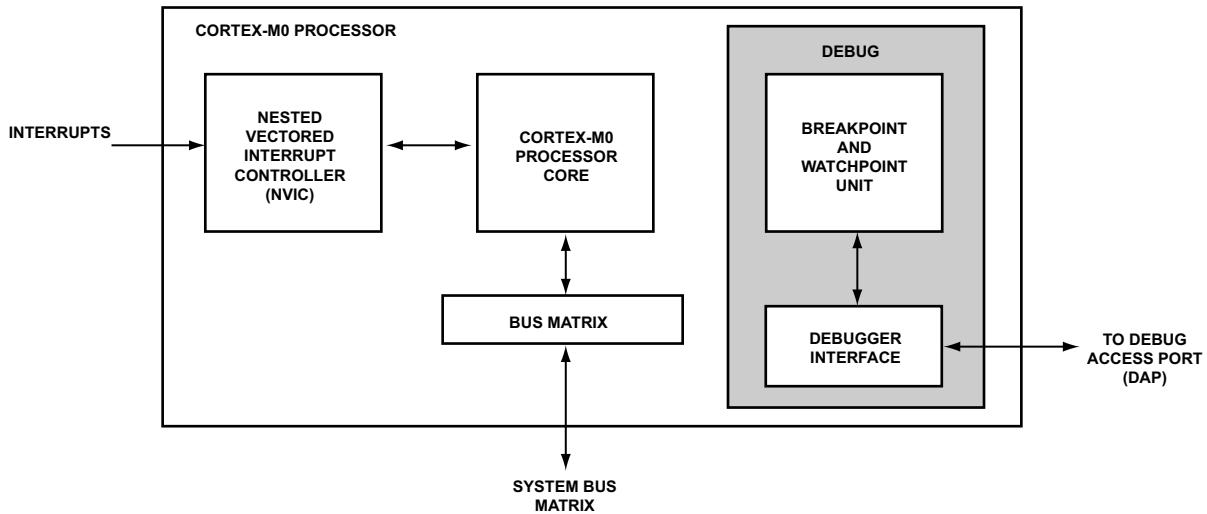 CORTEX-M0 PROCESSOR
DEBUG
INTERRUPTS
NESTED
VECTORED
INTERRUPT
CONTROLLER
(NVIC)
CORTEX-M0
PROCESSOR
CORE
BREAKPOINT
AND
WATCHPOINT
UNIT
BUS MATRIX
DEBUGGER
INTERFACE
TO DEBUG
ACCESS PORT
(DAP)
SYSTEM BUS
MATRIX